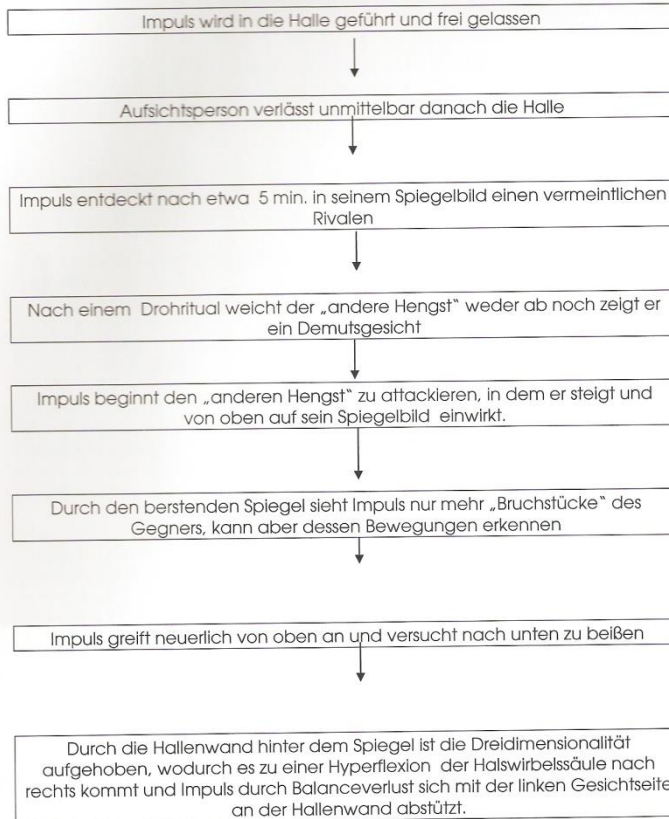 Impuls wird in die Halle geführt und frei gelassen
Aufsichtsperson verlässt unmittelbar danach die Halle
Impuls entdeckt nach etwa 5 min. in seinem Spiegelbild einen vermeintlichen
Rivalen
Nach einem Drohritual weicht der „andere Hengst“ weder ab noch zeigt er
ein Demutsgesicht
Impuls beginnt den „anderen Hengst“ zu attackieren, in dem er steigt und
von oben auf sein Spiegelbild einwirkt.
Durch den berstenden Spiegel sieht Impuls nur mehr „Bruchstücke“ des
Gegners, kann aber dessen Bewegungen erkennen
Impuls greift neuerlich von oben an und versucht nach unten zu beißen
Durch die Hallenwand hinter dem Spiegel ist die Dreidimensionalität
aufgehoben, wodurch es zu einer Hyperflexion der Halswirbelssäule nach
rechts kommt und Impuls durch Balanceverlust sich mit der linken Gesichtseite
an der Hallenwand abstützt.